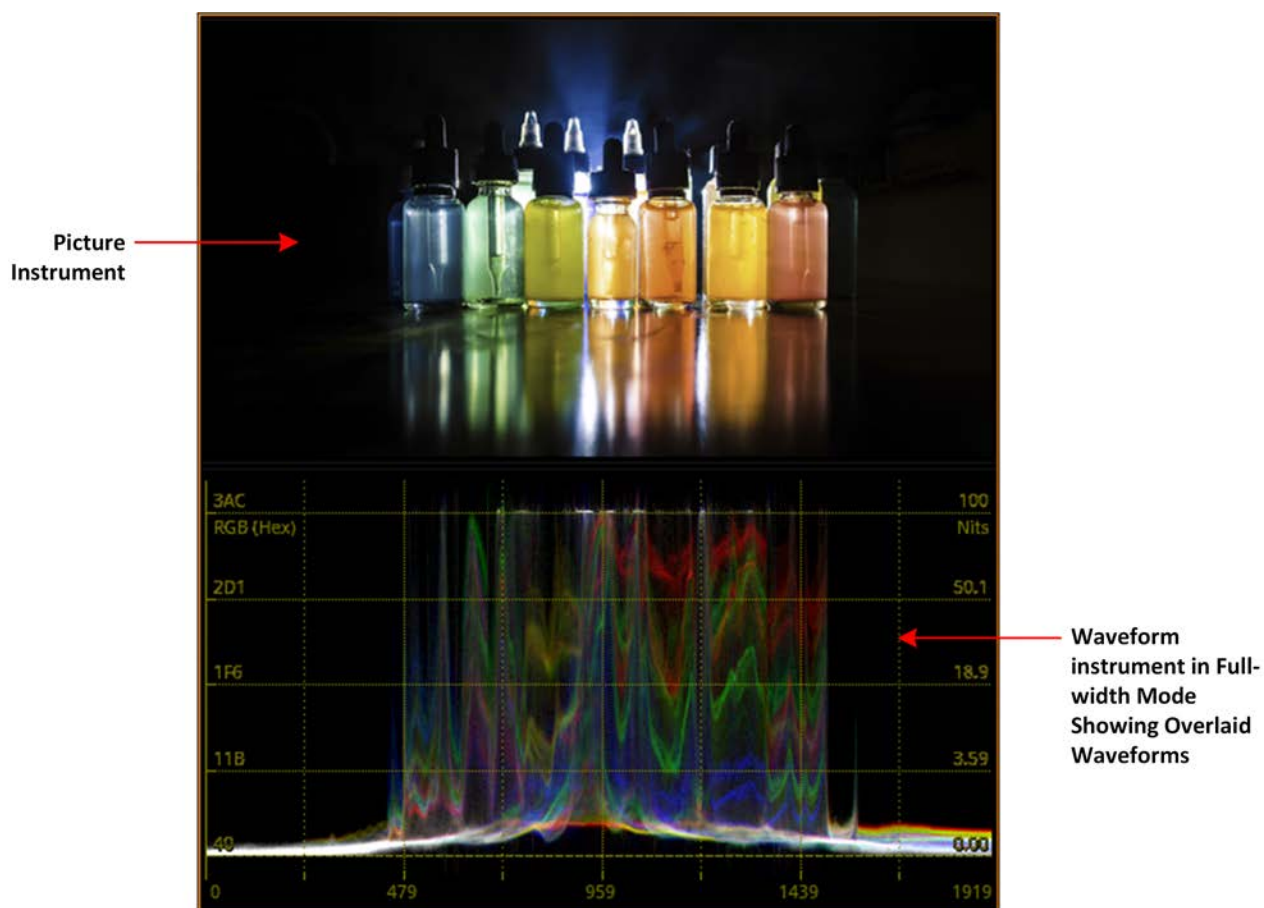 Picture
Instrument
3AC
100
RGB (Hex)
Nits
2D1
50.1
1F6
18.9
11B
3.59
40
0.00
0
479
959
1439
1919
Waveform
instrument in Full-
width Mode
Showing Overlaid
Waveforms